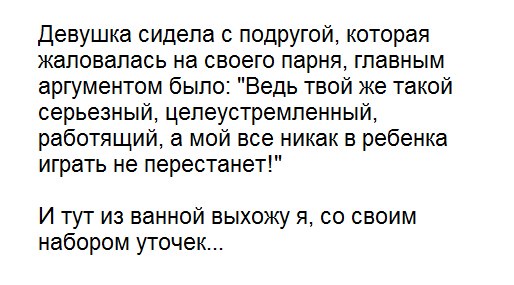 Девушка сидела с подругой, которая
жаловалась на своего парня, главным
аргументом было: "Ведь твой же такой
серьезный, целеустремленный,
работящий, а мой все никак в ребенка
играть не перестанет!"

И тут из ванной выхожу я, со своим
набором уточек...